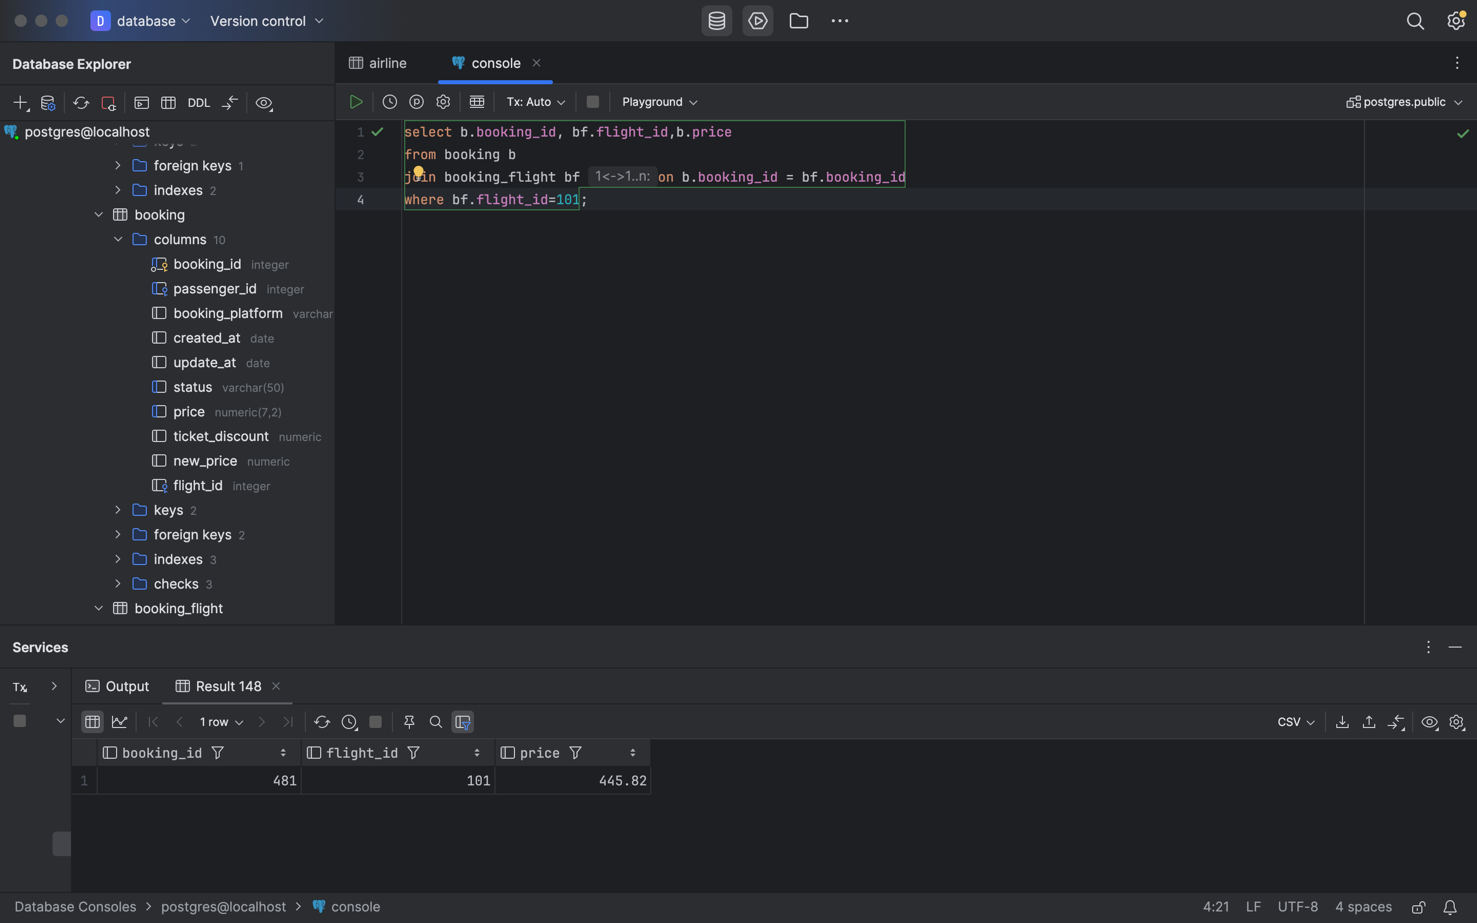 D database Version control
Database Explorer
airline
console
DDL
Tx: Auto
Playground
postgres.public
postgres@localhost
keys
foreign keys 1
indexes 2
booking
columns 10
booking_id integer
passenger_id integer
booking_platform varchar
created_at date
update_at date
status varchar(50)
price numeric(7,2)
ticket_discount numeric
new_price numeric
flight_id integer
keys 2
foreign keys 2
indexes 3
checks 3
booking_flight
1 select b.booking_id, bf.flight_id,b.price
2 from booking b
3 join booking_flight bf 1<->1..n: on b.booking_id = bf.booking_id
4 where bf.flight_id=101;
Services
Tx
Output
Result 148
1 row
CSV
booking_id flight_id price
1 481 101 445.82
Database Consoles > postgres@localhost > console
4:21 LF UTF-8 4 spaces